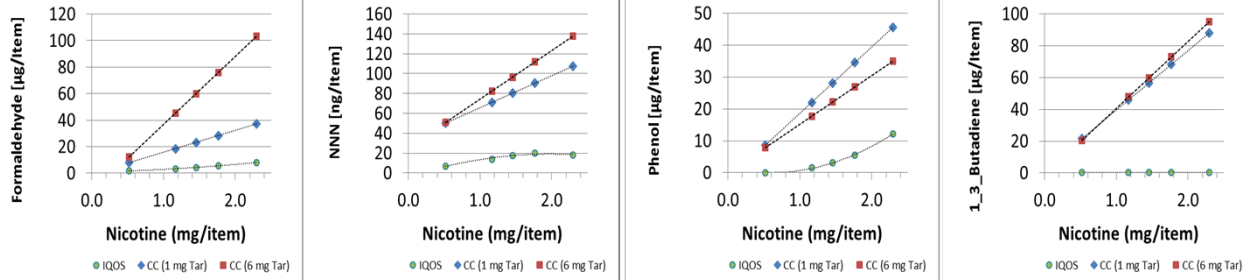 Formaldehyde [µg/Item]
120
100
80
60
40
20
0
0.0 1.0 2.0
Nicotine (mg/item)
IQOS CC (1 mg Tar) CC (6 mg Tar)
NNN [ng/Item]
160
140
120
100
80
60
40
20
0
0.0 1.0 2.0
Nicotine (mg/item)
IQOS CC (1 mg Tar) CC (6 mg Tar)
Phenol [µg/Item]
50
40
30
20
10
0
0.0 1.0 2.0
Nicotine (mg/item)
IQOS CC (1 mg Tar) CC (6 mg Tar)
1_3_Butadiene [µg/Item]
100
80
60
40
20
0
0.0 1.0 2.0
Nicotine (mg/item)
IQOS CC (1 mg Tar) CC (6 mg Tar)